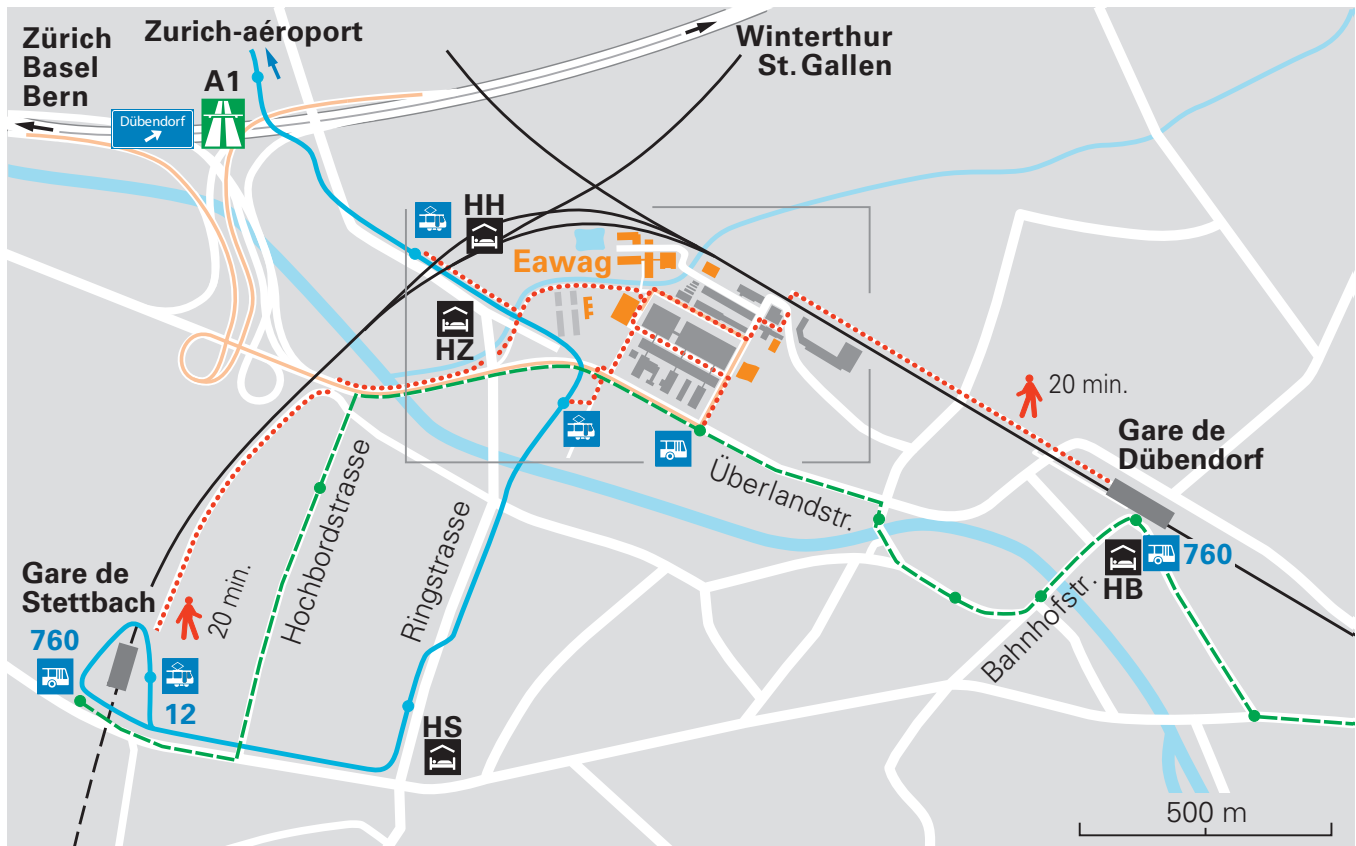 Zürich
Basel
Bern
Zurich-aéroport
A1
Dübendorf
Winterthur
St. Gallen
HH
Eawag
HZ
20 min.
Gare de
Dübendorf
Überlandstr.
Hochbordstrasse
Ringstrasse
Gare de
Stettbach
20 min.
760
12
HS
HB
760
Bahnhofstr.
500 m